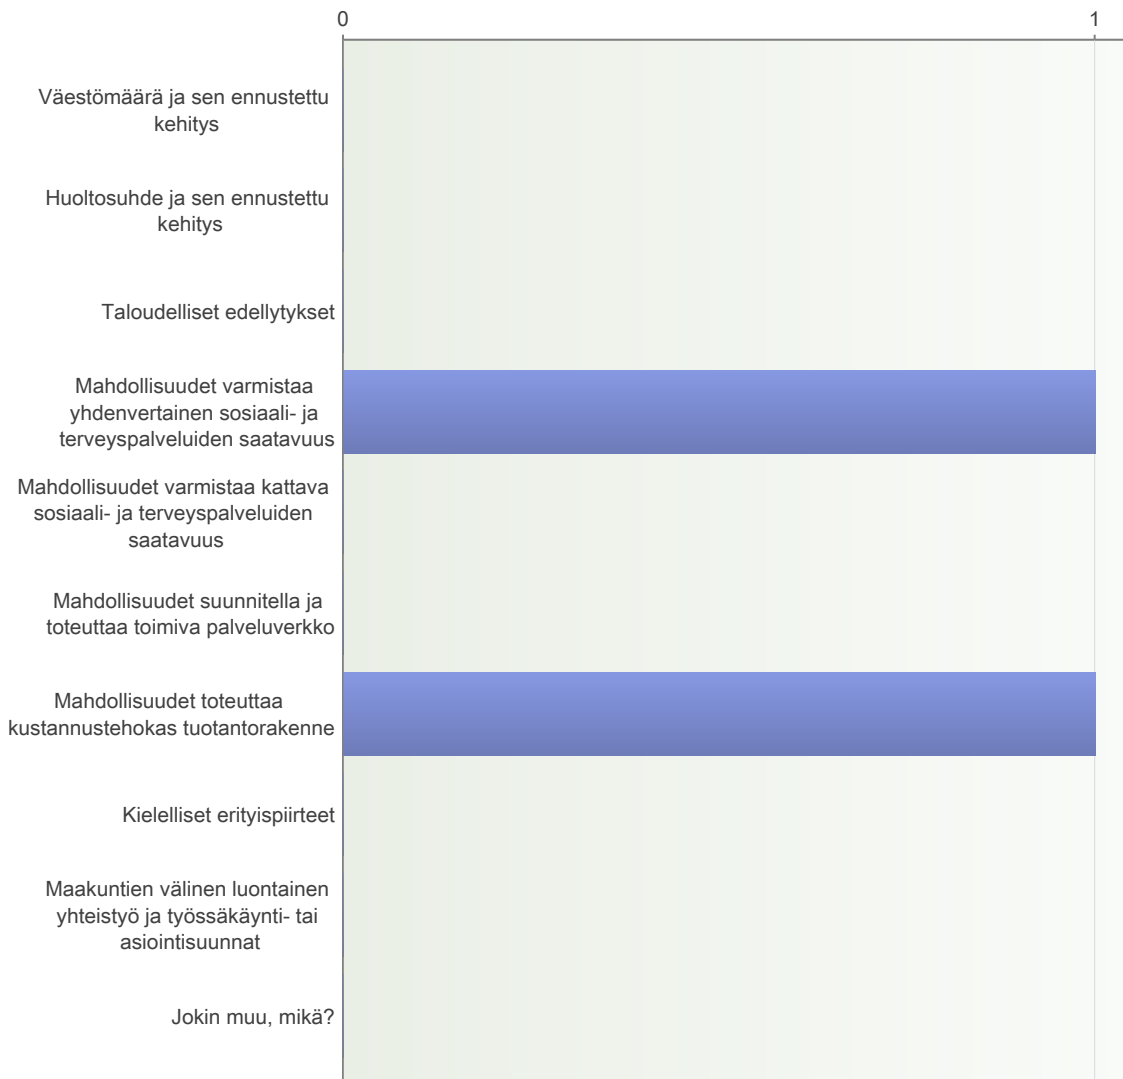 0 1
Väestömäärä ja sen ennustettu
kehitys
Huoltosuhde ja sen ennustettu
kehitys
Taloudelliset edellytykset
Mahdollisuudet varmistaa
yhdenvertainen sosiaali- ja
terveyspalveluiden saatavuus
Mahdollisuudet varmistaa kattava
sosiaali- ja terveyspalveluiden
saatavuus
Mahdollisuudet suunnitella ja
toteuttaa toimiva palveluverkko
Mahdollisuudet toteuttaa
kustannustehokas tuotantorakenne
Kielelliset erityispiirteet
Maakuntien välinen luontainen
yhteistyö ja työssäkäynti- tai
asiointisuunnat
Jokin muu, mikä?